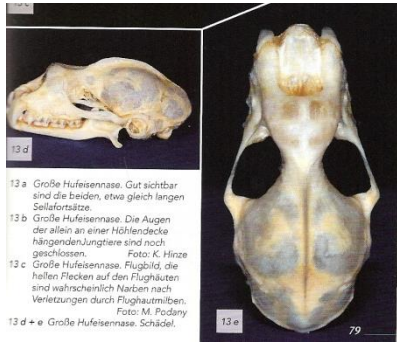 13 d
13 a Große Hufeisennase. Gut sichtbar
sind die beiden, etwa gleich langen
Sellafortsätze.
13 b Große Hufeisennase. Die Augen
der allein an einer Höhlendecke
hängendenJungtiere sind noch
geschlossen. Foto: K. Hinze
13 c Große Hufeisennase. Flugbild, die
hellen Flecken auf den Flughäuten
sind wahrscheinlich Narben nach
Verletzungen durch Flughautmilben.
Foto: M. Podany
13 d + e Große Hufeisennase. Schädel.
13 e
79